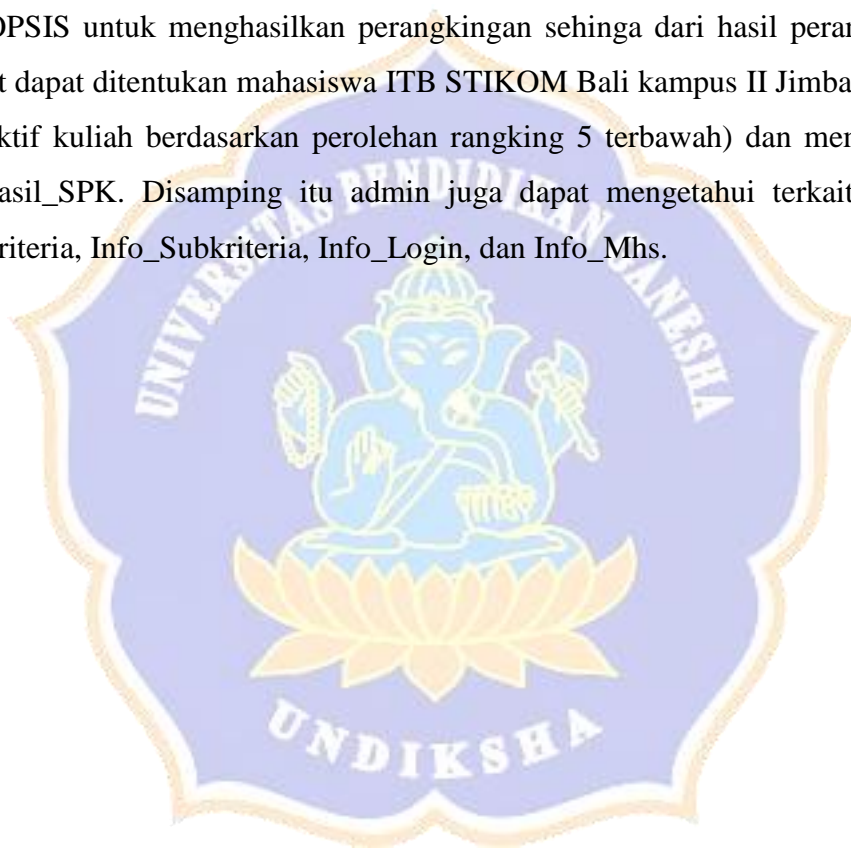 OPSIS untuk menghasilkan perangkingan sehinga dari hasil peran
t dapat ditentukan mahasiswa ITB STIKOM Bali kampus II Jimba
ktif kuliah berdasarkan perolehan rangking 5 terbawah) dan men
asil_SPK. Disamping itu admin juga dapat mengetahui terkait
riteria, Info_Subkriteria, Info_Login, dan Info_Mhs.
UNIVERSITAS PENDIDIKAN GANESHA
UNDIKSHA